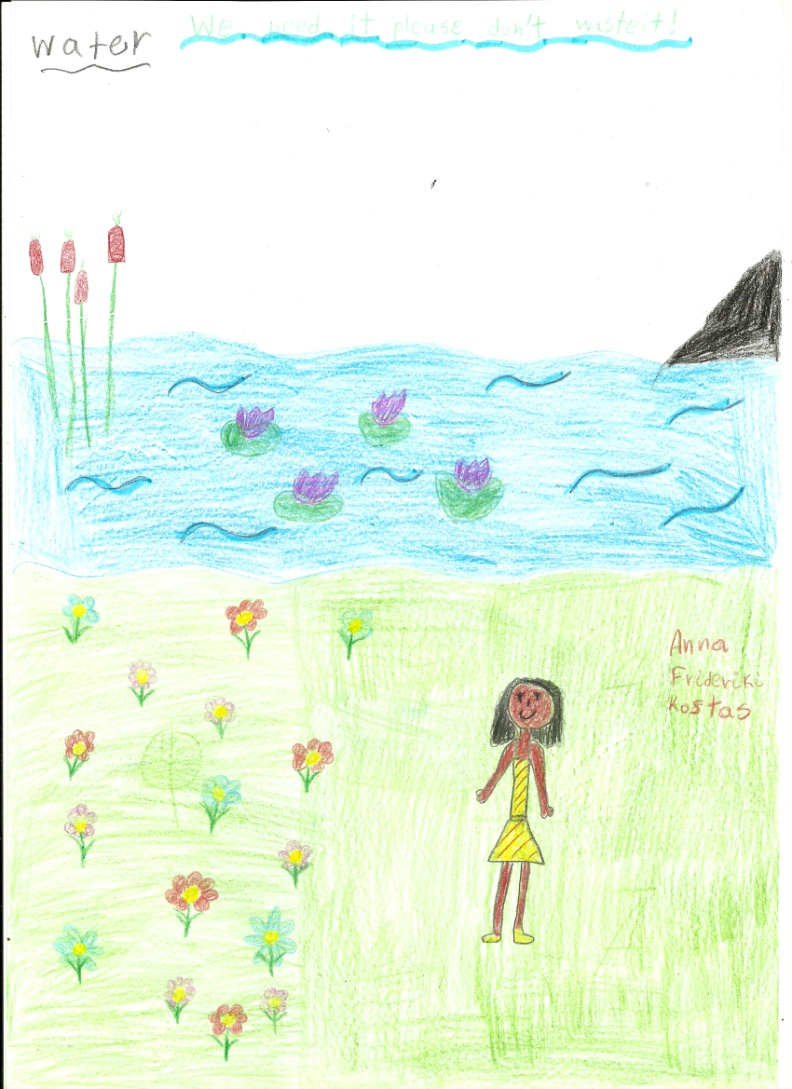 water
We need it please don't wasteit!
Anna
Frideriki
Kostas